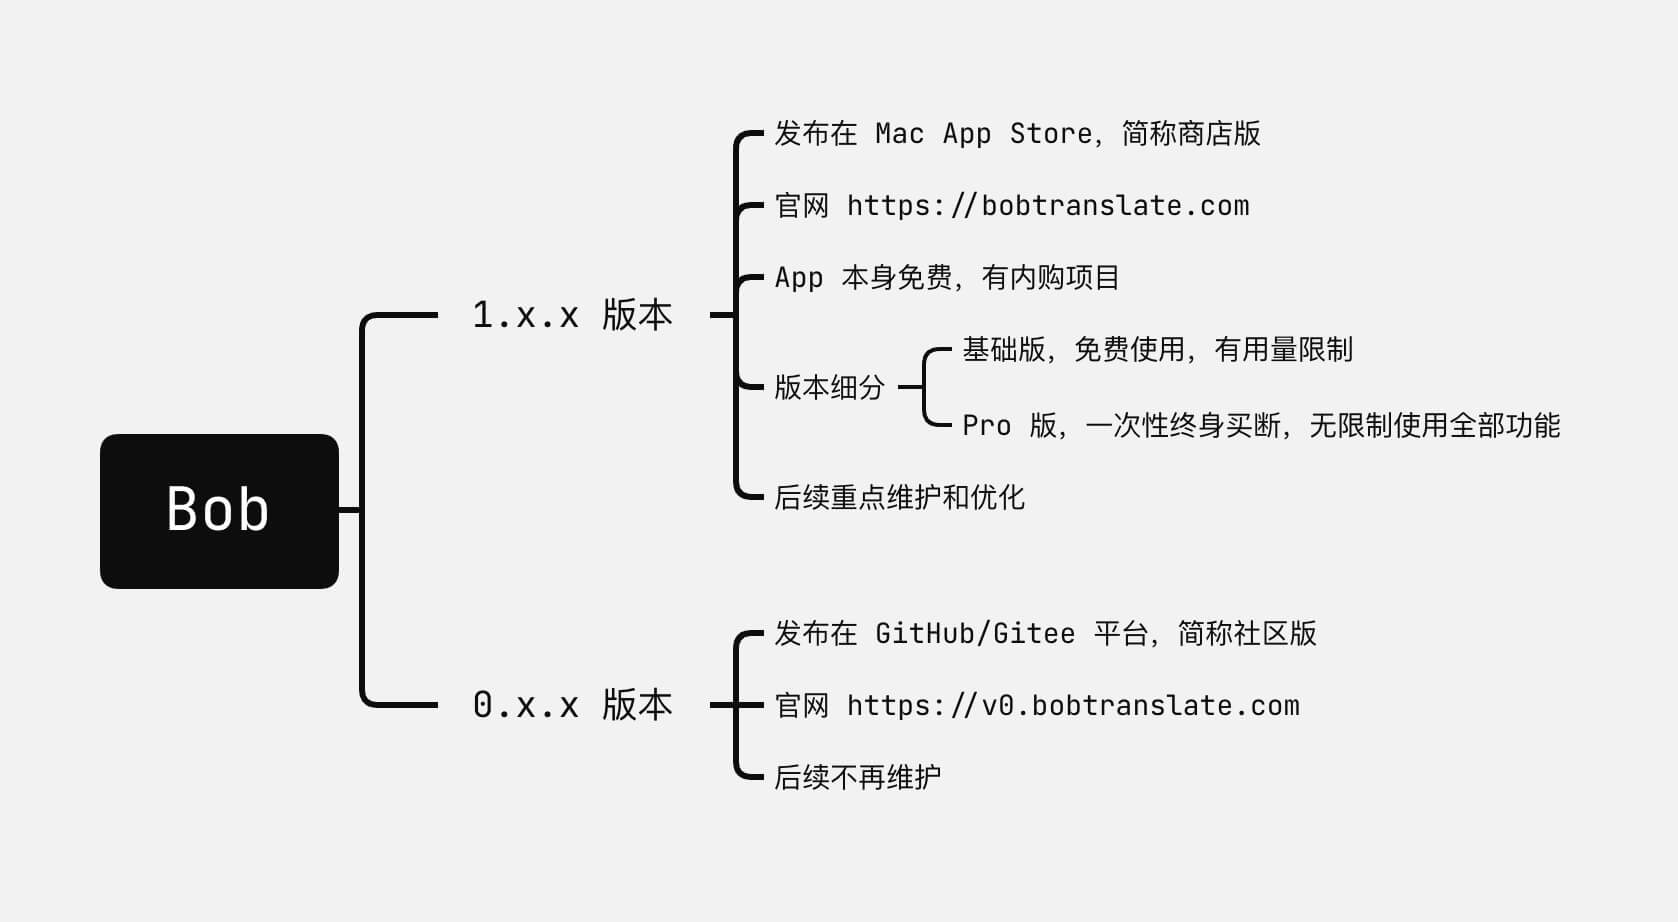 Bob
1.x.x 版本
发布在 Mac App Store，简称商店版
官网 https://bobtranslate.com
App 本身免费，有内购项目
版本细分
基础版，免费使用，有用量限制
Pro 版，一次性终身买断，无限制使用全部功能
后续重点维护和优化
0.x.x 版本
发布在 GitHub/Gitee 平台，简称社区版
官网 https://v0.bobtranslate.com
后续不再维护